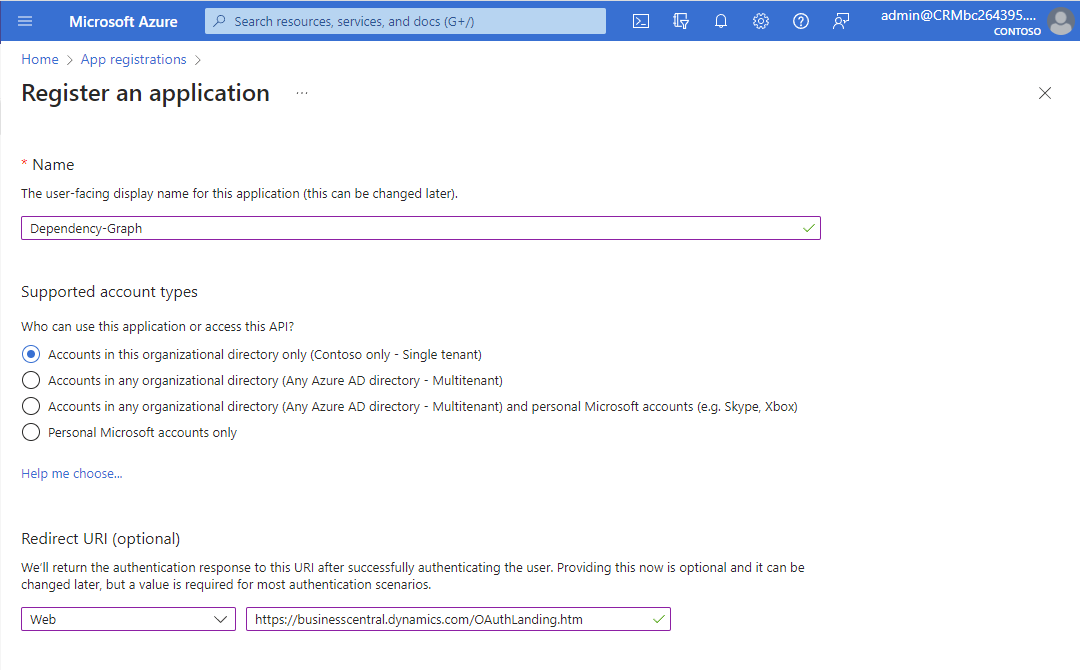 Microsoft Azure
Search resources, services, and docs (G+/)
admin@CRMbc264395....
CONTOSO
Home > App registrations >
Register an application ...
* Name
The user-facing display name for this application (this can be changed later).
Dependency-Graph
Supported account types
Who can use this application or access this API?
Accounts in this organizational directory only (Contoso only - Single tenant)
Accounts in any organizational directory (Any Azure AD directory - Multitenant)
Accounts in any organizational directory (Any Azure AD directory - Multitenant) and personal Microsoft accounts (e.g. Skype, Xbox)
Personal Microsoft accounts only
Help me choose...
Redirect URI (optional)
We'll return the authentication response to this URI after successfully authenticating the user. Providing this now is optional and it can be
changed later, but a value is required for most authentication scenarios.
Web
https://businesscentral.dynamics.com/OAuthLanding.htm